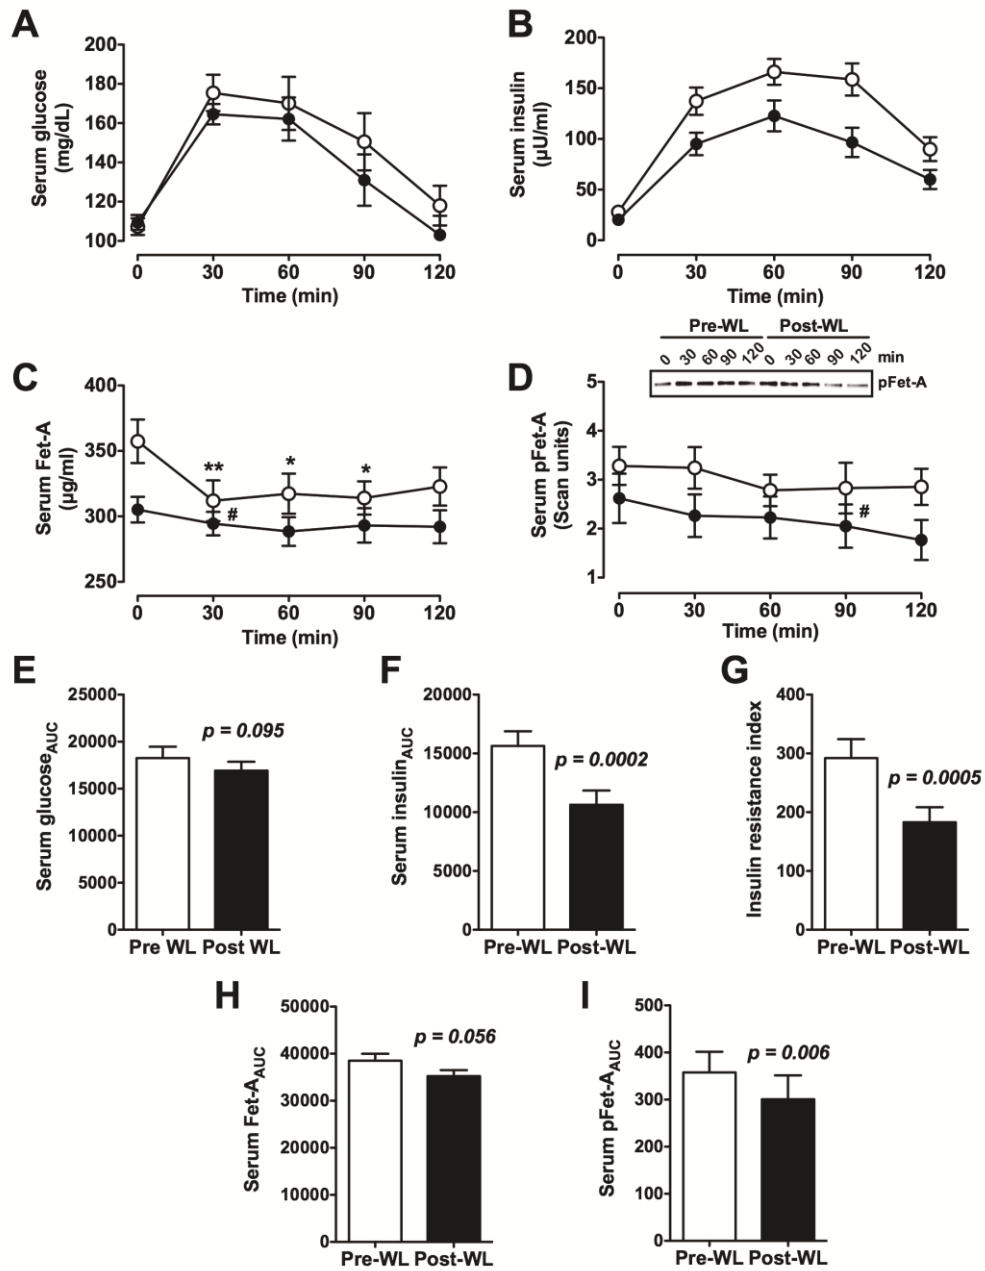 A
Serum glucose
(mg/dL)
200
180
160
140
120
100
0 30 60 90 120
Time (min)
B
Serum insulin
(µU/ml)
200
150
100
50
0
0 30 60 90 120
Time (min)
C
Serum Fet-A
(µg/ml)
400
350
300
250
** * *
#
0 30 60 90 120
Time (min)
D
Pre-WL Post-WL
0 30 60 90 120 0 30 60 90 120 min
pFet-A
Serum pFet-A
(Scan units)
5
4
3
2
1
#
0 30 60 90 120
Time (min)
E
Serum glucoseAUC
25000
20000
15000
10000
5000
0
p = 0.095
Pre WL Post WL
F
Serum insulinAUC
20000
15000
10000
5000
0
p = 0.0002
Pre-WL Post-WL
G
Insulin resistance index
400
300
200
100
0
p = 0.0005
Pre-WL Post-WL
H
Serum Fet-AAUC
50000
40000
30000
20000
10000
0
p = 0.056
Pre-WL Post-WL
I
Serum pFet-AAUC
500
400
300
200
100
0
p = 0.006
Pre-WL Post-WL